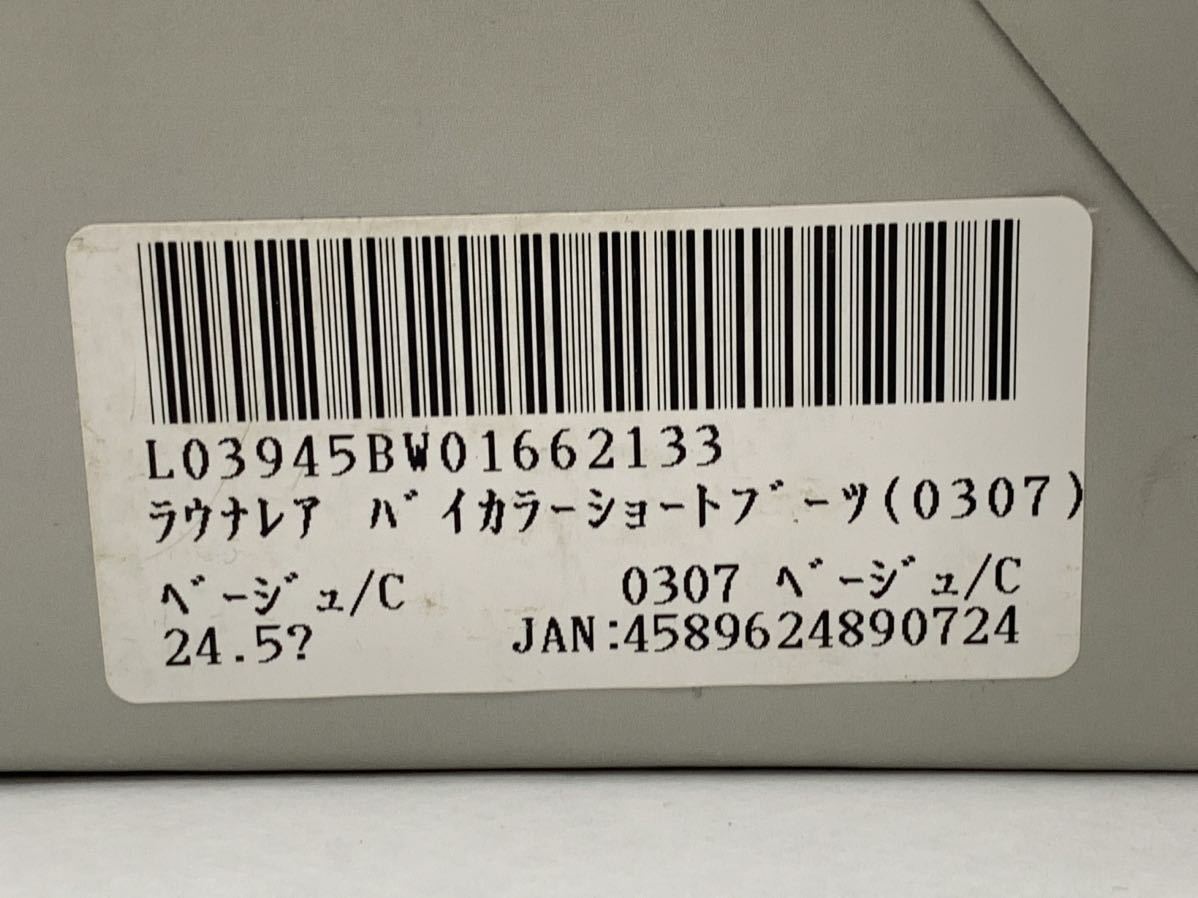 L03945BW01662133
ラウナレア バイカラーショートブーツ(0307)
ベージュ/C 0307 ベージュ/C
24.5? JAN:4589624890724